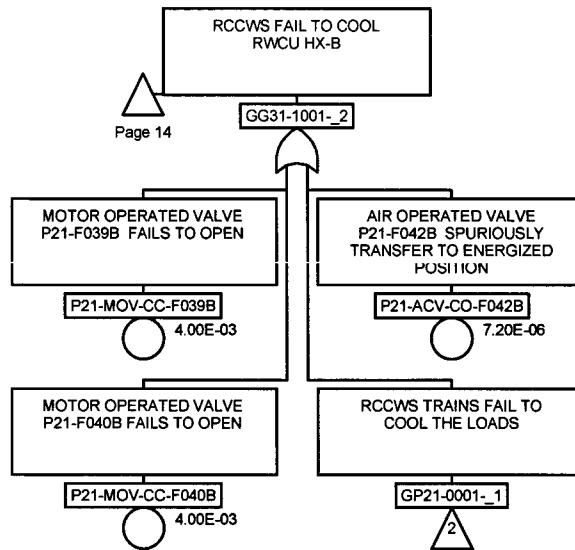 RCCWS FAIL TO COOL
RWCU HX-B
Page 14
GG31-1001-_2
MOTOR OPERATED VALVE
P21-F039B FAILS TO OPEN
P21-MOV-CC-F039B
4.00E-03
AIR OPERATED VALVE
P21-F042B SPURIOUSLY
TRANSFER TO ENERGIZED
POSITION
P21-ACV-CO-F042B
7.20E-06
MOTOR OPERATED VALVE
P21-F040B FAILS TO OPEN
P21-MOV-CC-F040B
4.00E-03
RCCWS TRAINS FAIL TO
COOL THE LOADS
GP21-0001-_1
2